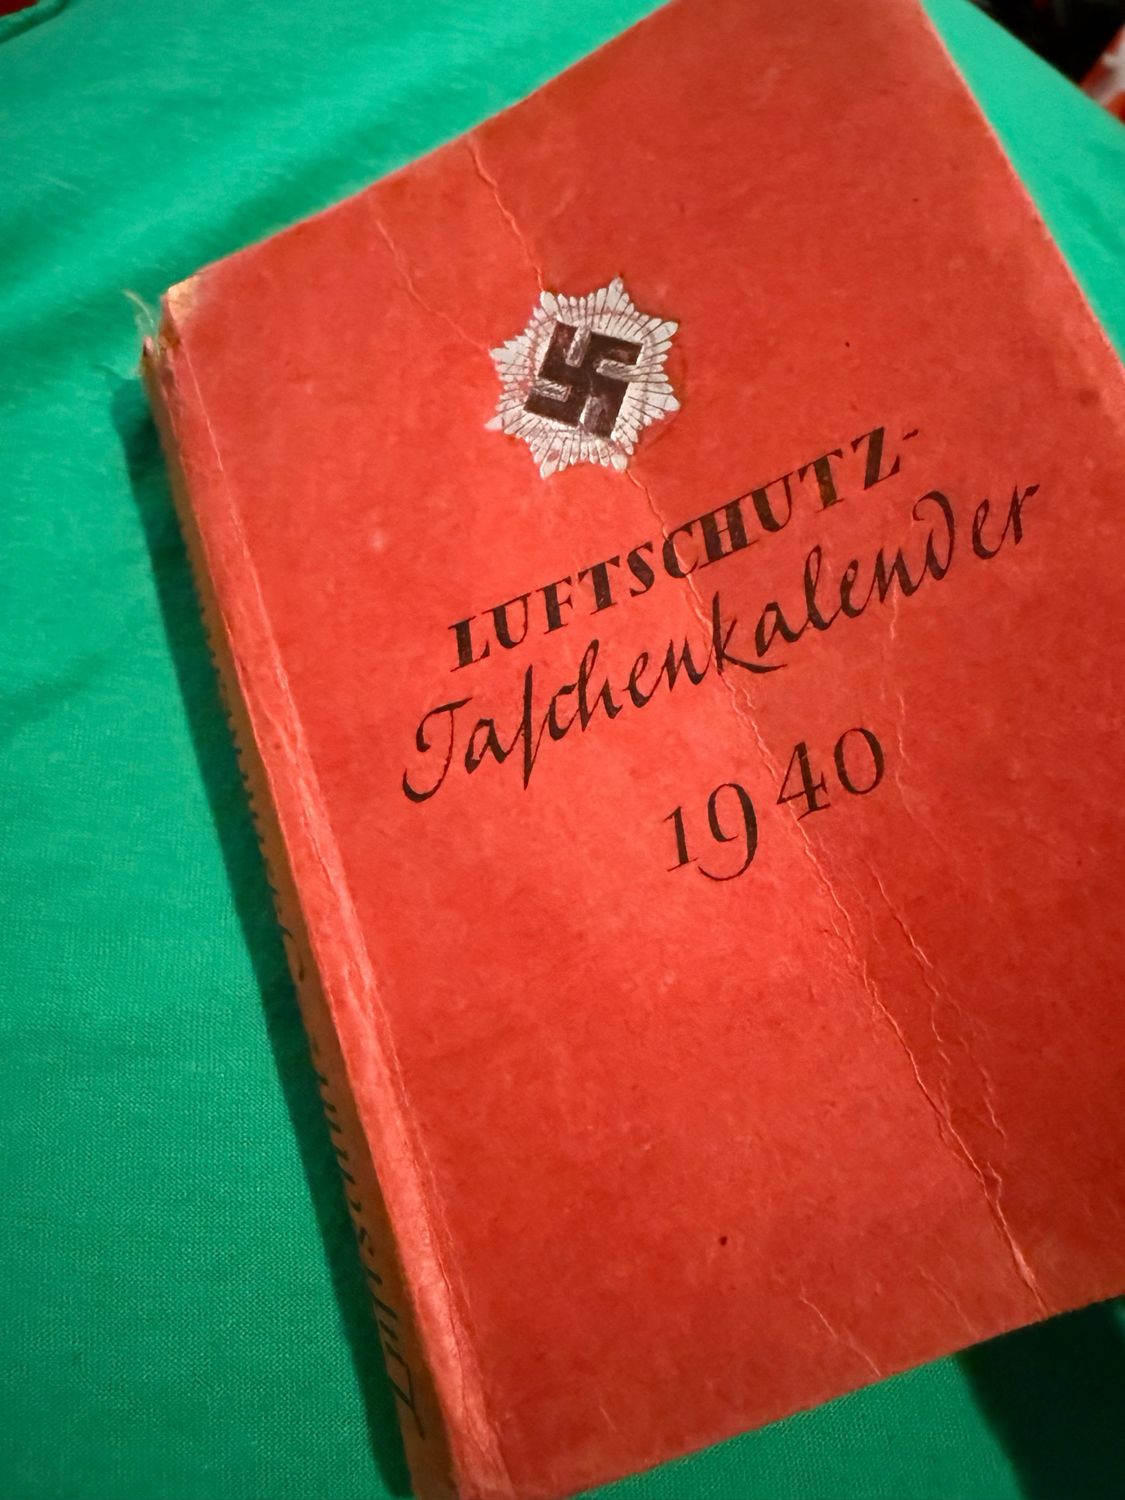 LUFTSCHUTZ-
Taſchenkalender
1940